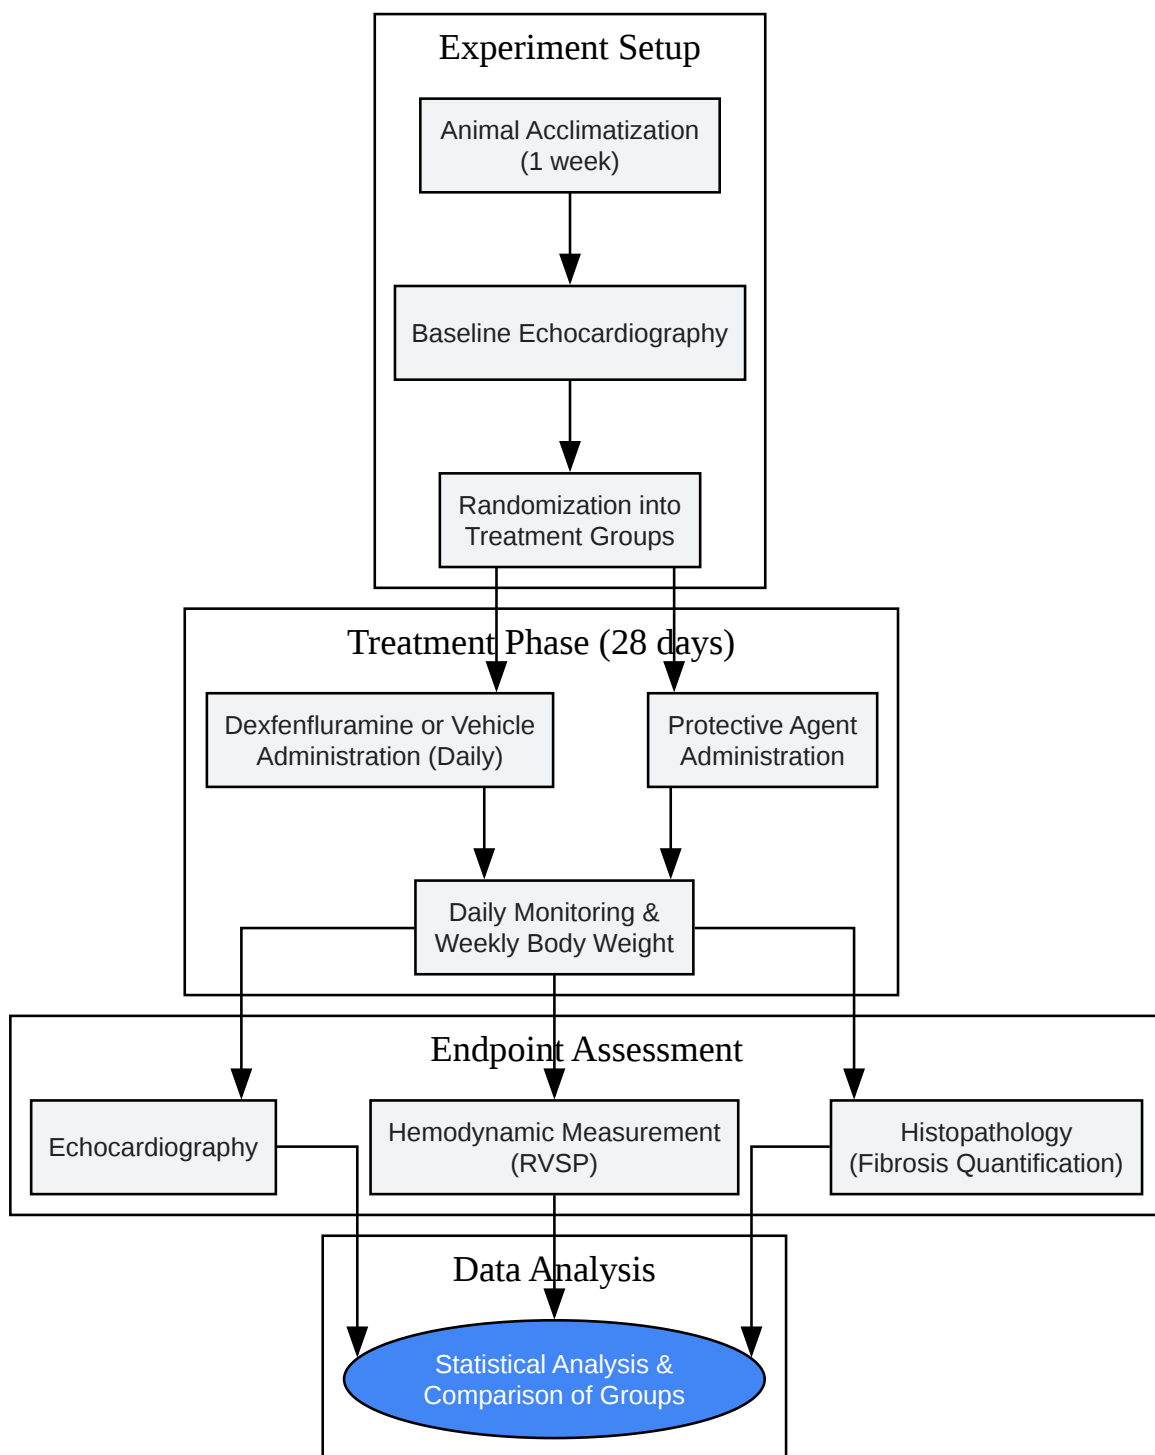 Experiment Setup
Animal Acclimatization
(1 week)
Baseline Echocardiography
Randomization into
Treatment Groups
Treatment Phase (28 days)
Dexfenfluramine or Vehicle
Administration (Daily)
Protective Agent
Administration
Daily Monitoring &
Weekly Body Weight
Endpoint Assessment
Echocardiography
Hemodynamic Measurement
(RVSP)
Histopathology
(Fibrosis Quantification)
Data Analysis
Statistical Analysis &
Comparison of Groups